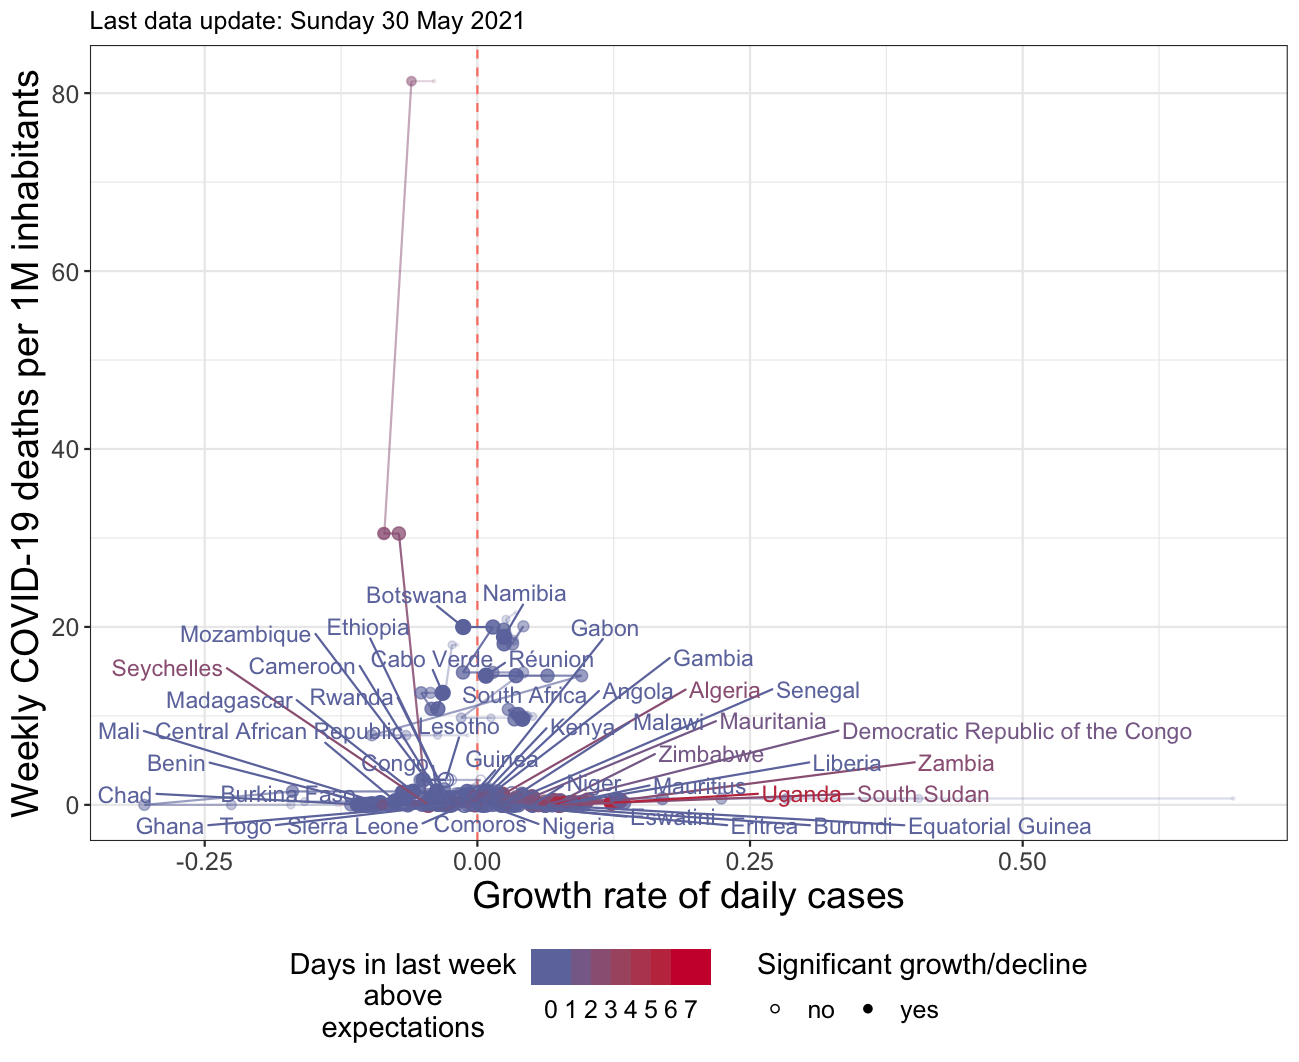 Last data update: Sunday 30 May 2021
Weekly COVID-19 deaths per 1M inhabitants
80
60
40
20
0
Botswana
Namibia
Mozambique
Ethiopia
Gabon
Seychelles
Cameroon
Cabo Verde
Réunion
Gambia
Madagascar
Rwanda
South Africa
Angola
Algeria
Senegal
Mali
Central African Republic
Lesotho
Kenya
Malawi
Mauritania
Democratic Republic of the Congo
Benin
Congo
Guinea
Zimbabwe
Liberia
Zambia
Chad
Burkina Faso
Niger
Mauritius
Uganda
South Sudan
Ghana
Togo
Sierra Leone
Comoros
Nigeria
Eswatini
Eritrea
Burundi
Equatorial Guinea
-0.25
0.00
0.25
0.50
Growth rate of daily cases
Days in last week
above
expectations
0 1 2 3 4 5 6 7
Significant growth/decline
no
yes